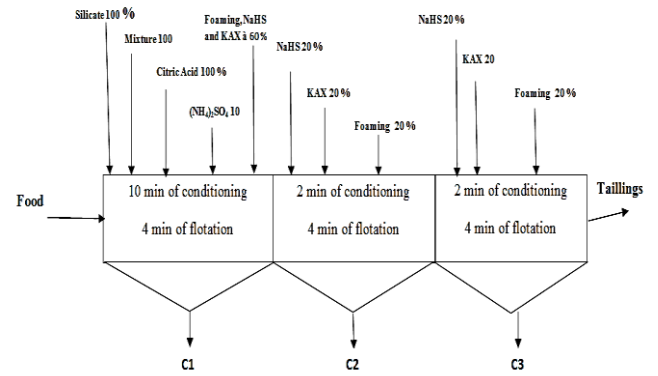 Silicate 100 %
Mixture 100
Citric Acid 100 %
(NH₄)₂SO₄ 10
Foaming, NaHS
and KAX à 60%
NaHS 20 %
KAX 20 %
Foaming 20 %
NaHS 20 %
KAX 20
Foaming 20 %
Food
10 min of conditioning
4 min of flotation
2 min of conditioning
4 min of flotation
2 min of conditioning
4 min of flotation
Taillings
C1
C2
C3